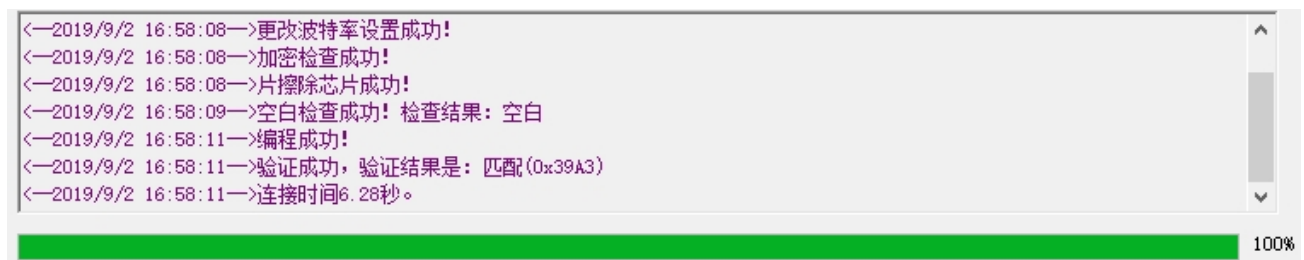 <—2019/9/2 16:58:08—>更改波特率设置成功!
<—2019/9/2 16:58:08—>加密检查成功!
<—2019/9/2 16:58:08—>片擦除芯片成功!
<—2019/9/2 16:58:09—>空白检查成功! 检查结果: 空白
<—2019/9/2 16:58:11—>编程成功!
<—2019/9/2 16:58:11—>验证成功,验证结果是: 匹配(0x39A3)
<—2019/9/2 16:58:11—>连接时间6.28秒。
100%